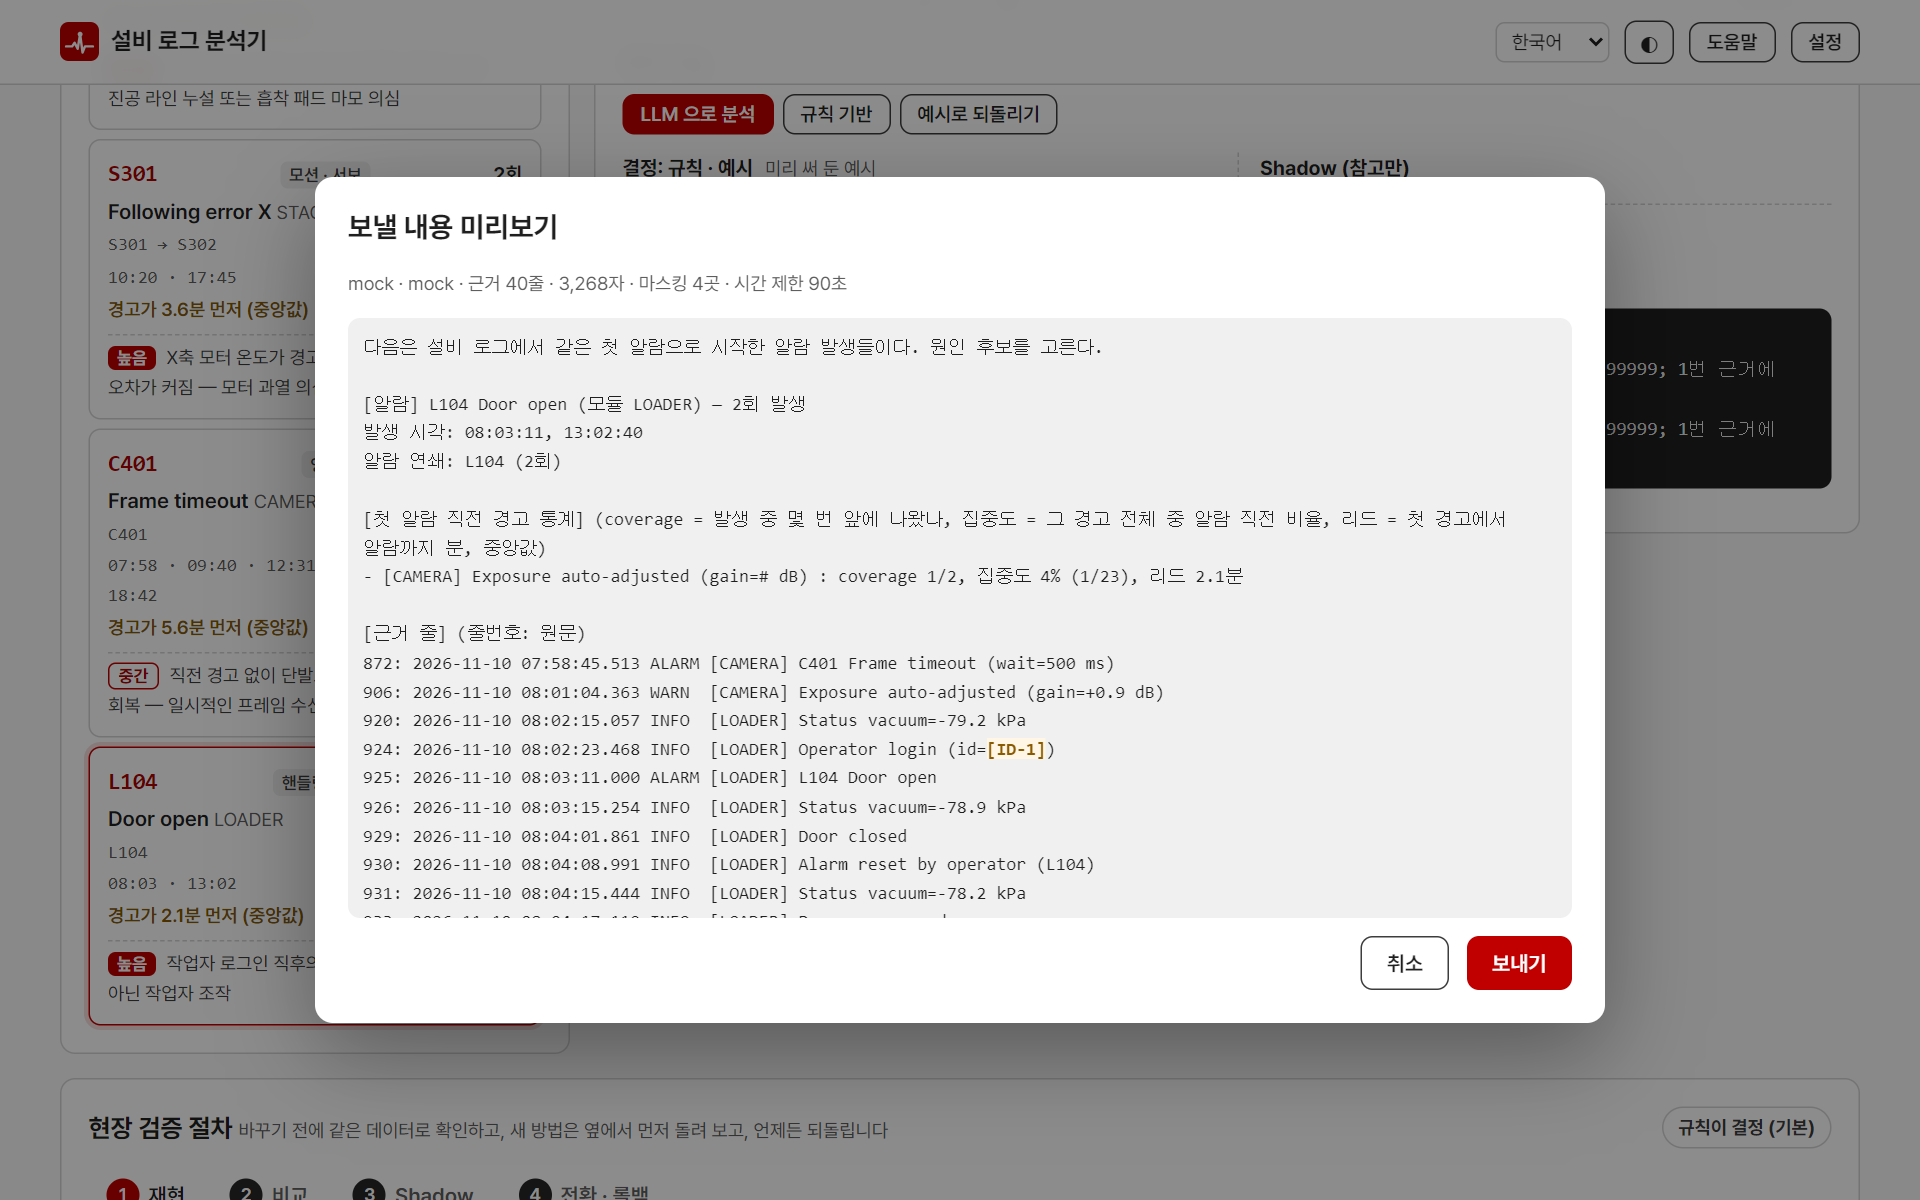 설비 로그 분석기
한국어
도움말
설정
진공 라인 누설 또는 흡착 패드 마모 의심
LLM 으로 분석
규칙 기반
예시로 되돌리기
결정: 규칙 · 예시 미리 써 둔 예시
Shadow (참고만)
S301
모션 · 서보
2회
Following error X
S301 → S302
10:20 · 17:45
경고가 3.6분 먼저 (중앙값)
높음 X축 모터 온도가
오차가 커짐 — 모터 과열
C401
Frame timeout
C401
07:58 · 09:40 · 12:31
18:42
경고가 5.6분 먼저 (중앙값)
중간 직전 경고 없이
회복 — 일시적인 프레임
L104
Door open LOADER
L104
08:03 · 13:02
경고가 2.1분 먼저 (중앙값)
높음 작업자 로그인
아닌 작업자 조작
보낼 내용 미리보기
mock · mock · 근거 40줄 · 3,268자 · 마스킹 4곳 · 시간 제한 90초
다음은 설비 로그에서 같은 첫 알람으로 시작한 알람 발생들이다. 원인 후보를 고른다.
[알람] L104 Door open (모듈 LOADER) — 2회 발생
발생 시각: 08:03:11, 13:02:40
알람 연쇄: L104 (2회)
[첫 알람 직전 경고 통계] (coverage = 발생 중 몇 번 앞에 나왔나, 집중도 = 그 경고 전체 중 알람 직전 비율, 리드 = 첫 경고에서
알람까지 분, 중앙값)
- [CAMERA] Exposure auto-adjusted (gain=# dB) : coverage 1/2, 집중도 4% (1/23), 리드 2.1분
[근거 줄] (줄번호: 원문)
872: 2026-11-10 07:58:45.513 ALARM [CAMERA] C401 Frame timeout (wait=500 ms)
906: 2026-11-10 08:01:04.363 WARN  [CAMERA] Exposure auto-adjusted (gain=+0.9 dB)
920: 2026-11-10 08:02:15.057 INFO  [LOADER] Status vacuum=-79.2 kPa
924: 2026-11-10 08:02:23.468 INFO  [LOADER] Operator login (id=[ID-1])
925: 2026-11-10 08:03:11.000 ALARM [LOADER] L104 Door open
926: 2026-11-10 08:03:15.254 INFO  [LOADER] Status vacuum=-78.9 kPa
929: 2026-11-10 08:04:01.861 INFO  [LOADER] Door closed
930: 2026-11-10 08:04:08.991 INFO  [LOADER] Alarm reset by operator (L104)
931: 2026-11-10 08:04:15.444 INFO  [LOADER] Status vacuum=-78.2 kPa
취소
보내기
99999; 1번 근거에
99999; 1번 근거에
현장 검증 절차 바꾸기 전에 같은 데이터로 확인하고, 새 방법은 옆에서 먼저 돌려 보고, 언제든 되돌립니다
규칙이 결정 (기본)
1 재현
2 비교
3 Shadow
4 전환 · 롤백